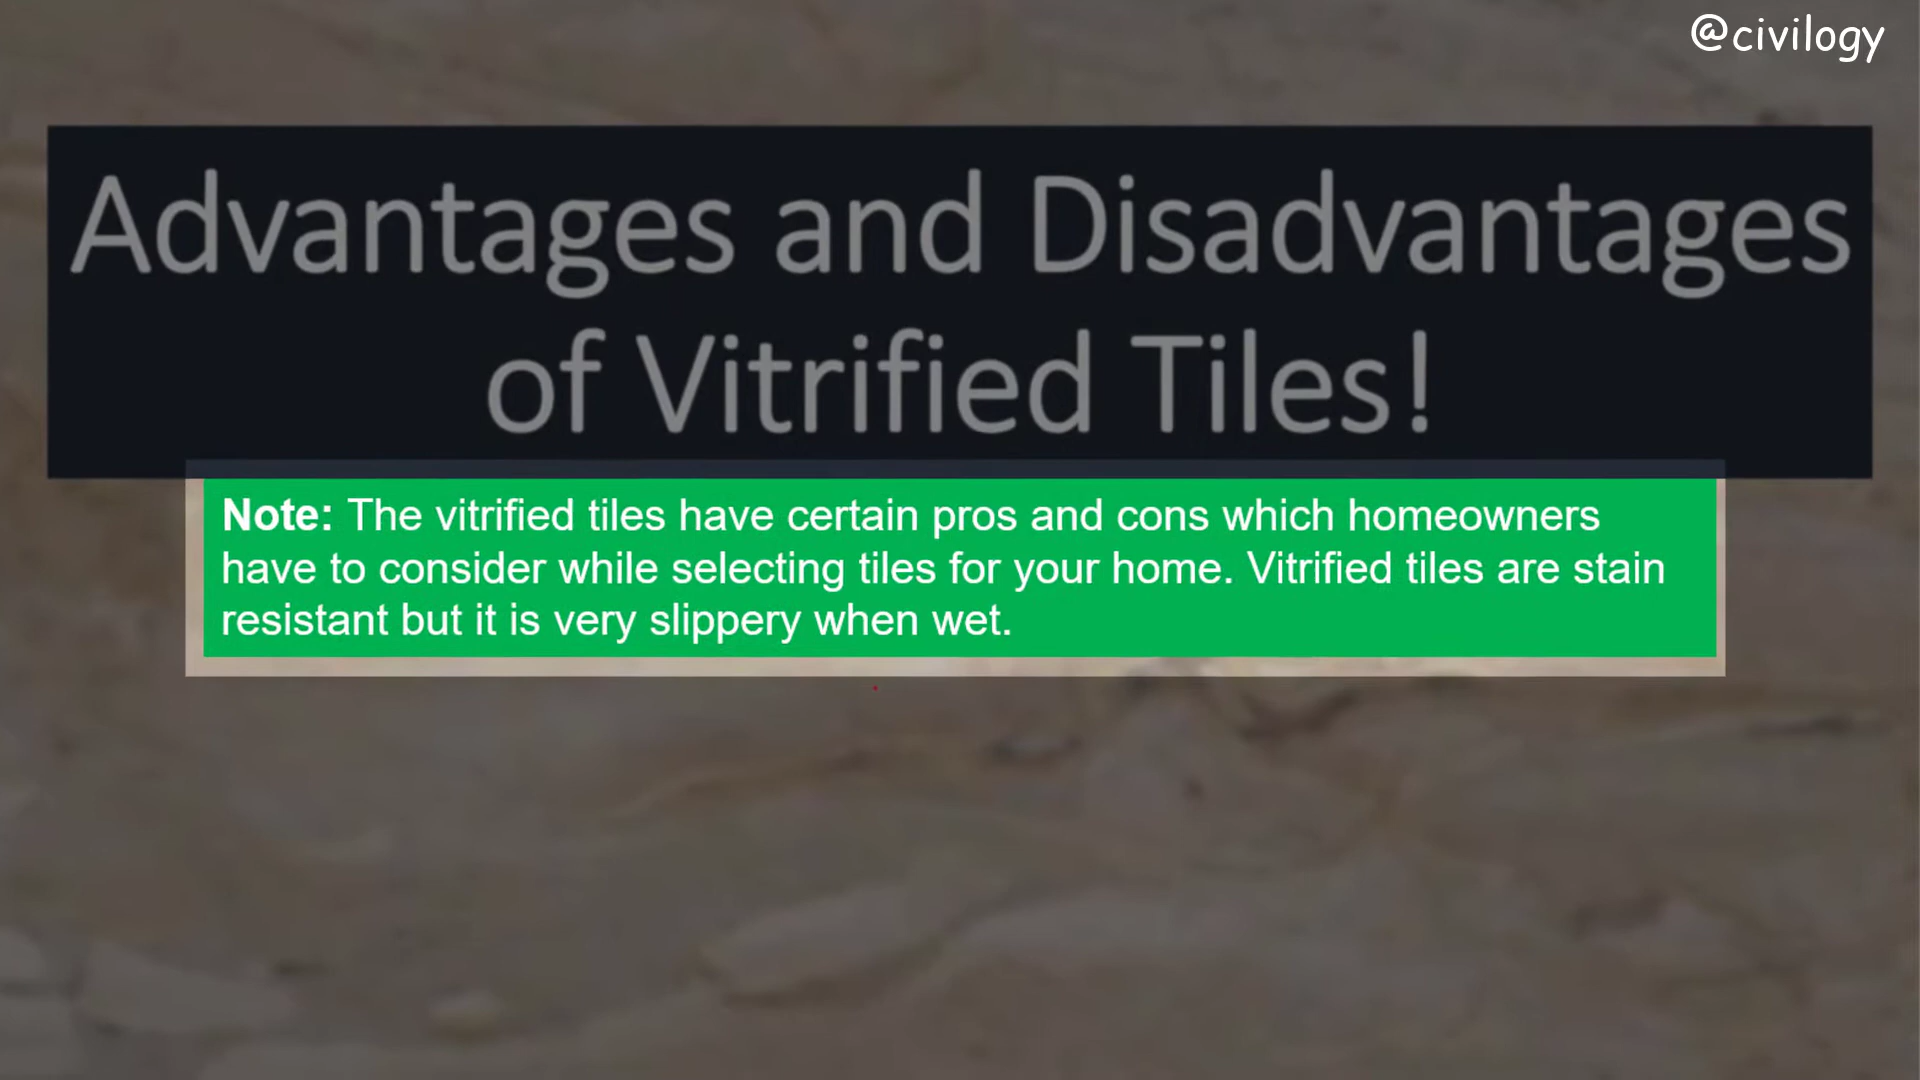 @civilogy
Advantages and Disadvantages
of Vitrified Tiles!
Note: The vitrified tiles have certain pros and cons which homeowners
have to consider while selecting tiles for your home. Vitrified tiles are stain
resistant but it is very slippery when wet.